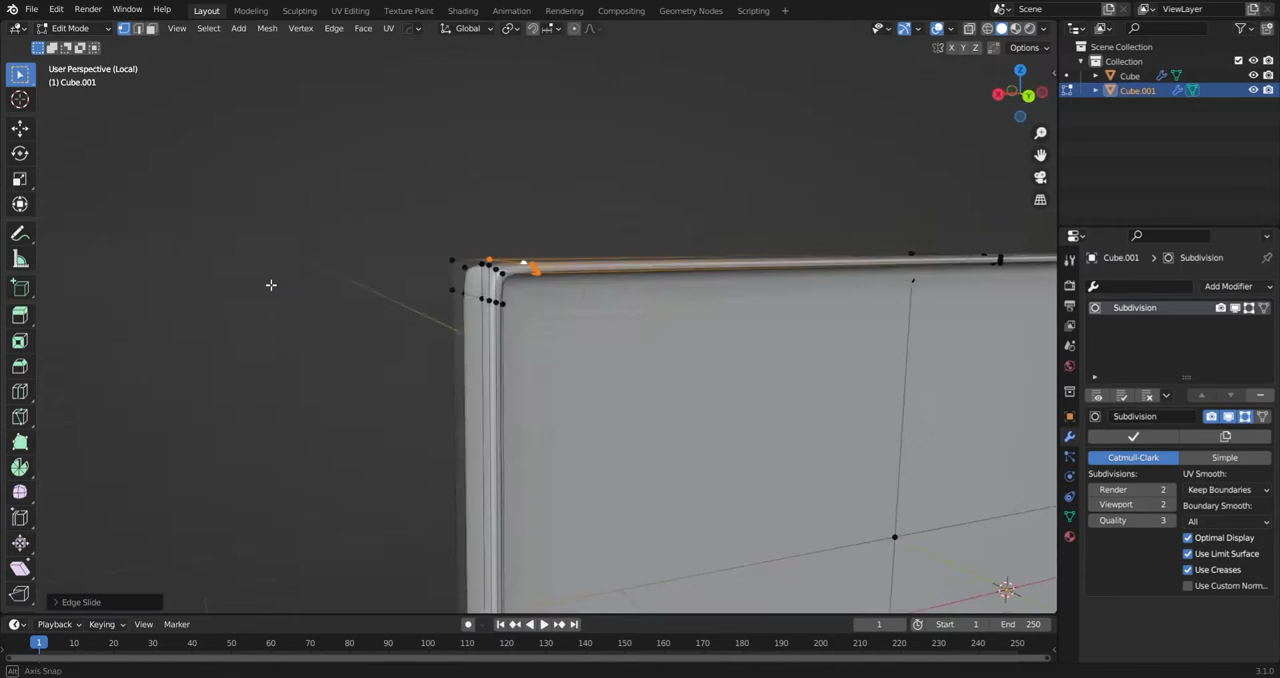 File Edit Render Window Help Layout Modeling Sculpting UV Editing Texture Paint Shading Animation Rendering Compositing Geometry Nodes Scripting Scene ViewLayer
Edit Mode View Select Add Mesh Vertex Edge Face UV Global
X Y Z Options
Scene Collection
Collection
Cube
Cube.001
User Perspective (Local)
(1) Cube.001
Z
X Y
Cube.001 Subdivision
Add Modifier
Subdivision
Subdivision
Catmull-Clark Simple
Subdivisions: UV Smooth:
Render 2 Keep Boundaries
Viewport 2 Boundary Smooth:
Quality 3 All
Optimal Display
Use Limit Surface
Use Creases
Use Custom Norm...
Edge Slide
Playback Keying View Marker 1 Start 1 End 250
1 10 20 30 40 50 60 70 80 90 100 110 120 130 140 150 160 170 180 190 200 210 220 230 240 250
Alt Axis Snap 3.1.0